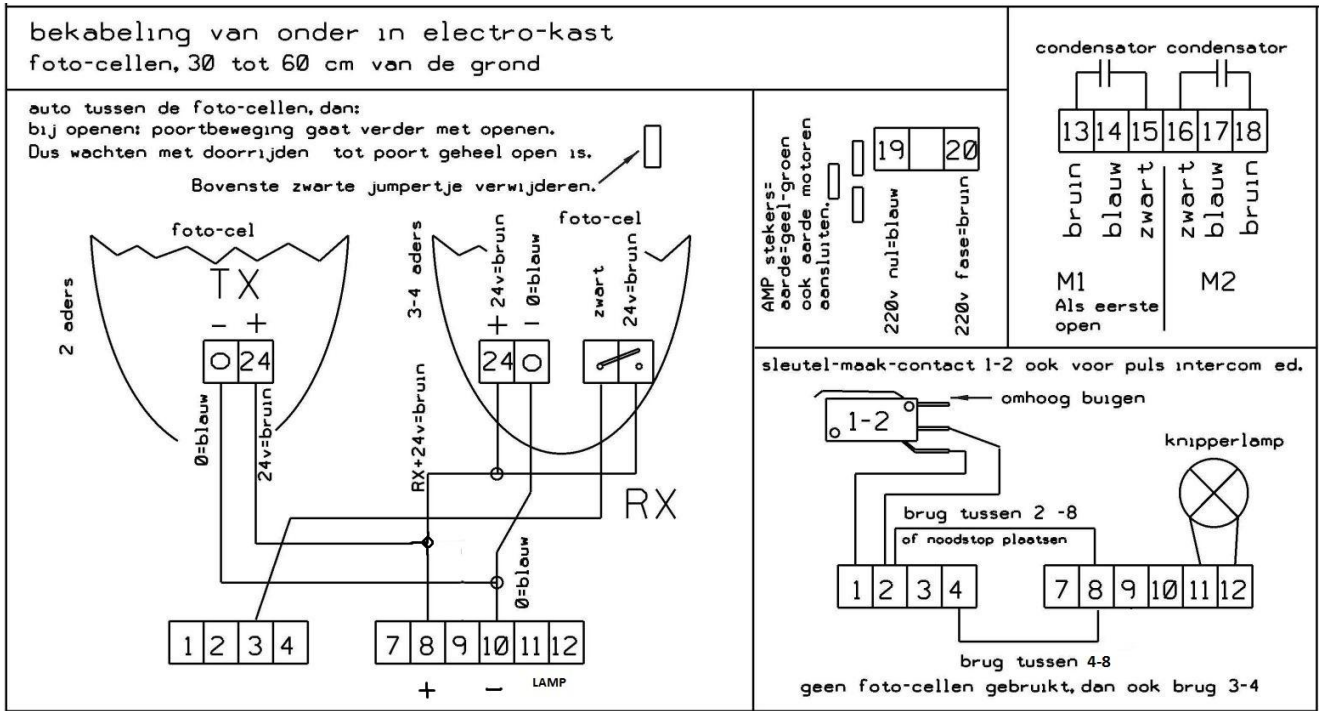 bekabeling van onder in electro-kast
foto-cellen, 30 tot 60 cm van de grond
auto tussen de foto-cellen, dan:
bij openen: poortbeweging gaat verder met openen.
Dus wachten met doorrijden tot poort geheel open is.
Bovenste zwarte jumpertje verwijderen.
foto-cel
TX
- +
0 24
2 aders
0=blauw
24v=bruin
foto-cel
3-4 aders
+ 24v=bruin
- 0=blauw
zwart
24v=bruin
24 0
RX+24v=bruin
RX
0=blauw
1 2 3 4
7 8 9 10 11 12
+ - LAMP
AMP stekers=
aarde=geel-groen
ook aarde motoren
aansluiten.
19 20
220v nul=blauw
220v fase=bruin
condensator condensator
13 14 15 16 17 18
bruin
blauw
zwart
zwart
blauw
bruin
M1
Als eerste
open
M2
sleutel-maak-contact 1-2 ook voor puls intercom ed.
omhoog buigen
1-2
knipperlamp
brug tussen 2 -8
of noodstop plaatsen
1 2 3 4
7 8 9 10 11 12
brug tussen 4-8
geen foto-cellen gebruikt, dan ook brug 3-4